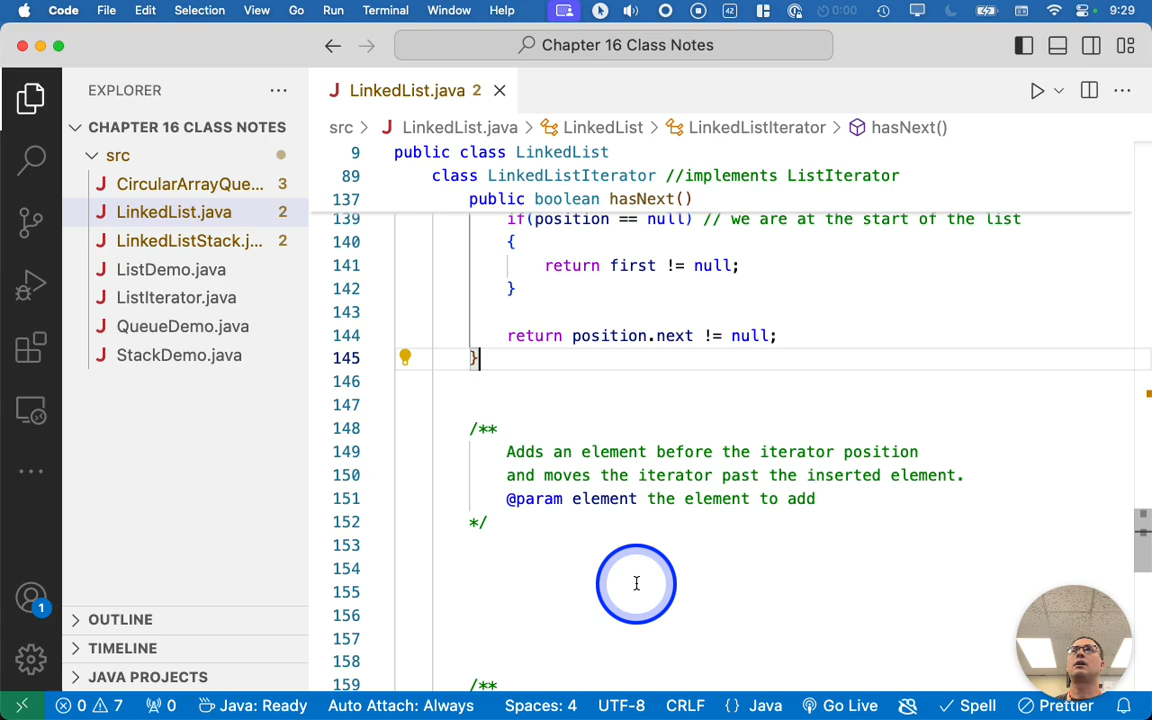 Code File Edit Selection View Go Run Terminal Window Help 42 0:00 9:29
Chapter 16 Class Notes
EXPLORER
LinkedList.java 2
CHAPTER 16 CLASS NOTES
src
CircularArrayQue... 3
LinkedList.java 2
LinkedListStack.j... 2
ListDemo.java
ListIterator.java
QueueDemo.java
StackDemo.java
OUTLINE
TIMELINE
JAVA PROJECTS
1
src > LinkedList.java > LinkedList > LinkedListIterator > hasNext()
9 public class LinkedList
89 class LinkedListIterator //implements ListIterator
137 public boolean hasNext()
139 if(position == null) // we are at the start of the list
140 {
141 return first != null;
142 }
143
144 return position.next != null;
145 }
146
147
148 /**
149 Adds an element before the iterator position
150 and moves the iterator past the inserted element.
151 @param element the element to add
152 */
153
154
155
156
157
158
159 /**
0 7 0 Java: Ready Auto Attach: Always Spaces: 4 UTF-8 CRLF {} Java Go Live Spell Prettier